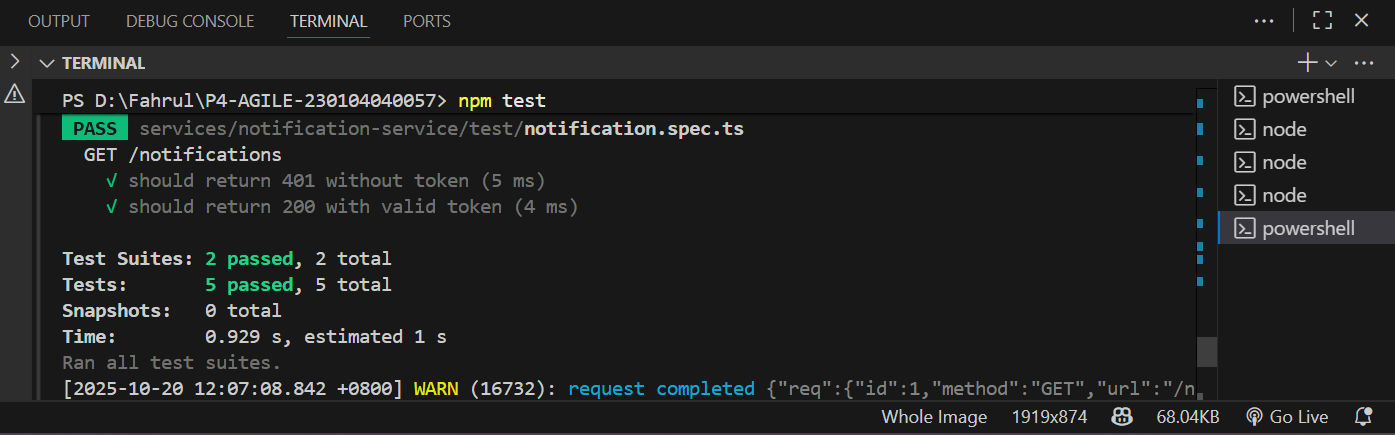 OUTPUT DEBUG CONSOLE TERMINAL PORTS
TERMINAL
PS D:\Fahrul\P4-AGILE-230104040057> npm test
PASS services/notification-service/test/notification.spec.ts
GET /notifications
√ should return 401 without token (5 ms)
√ should return 200 with valid token (4 ms)
Test Suites: 2 passed, 2 total
Tests: 5 passed, 5 total
Snapshots: 0 total
Time: 0.929 s, estimated 1 s
Ran all test suites.
[2025-10-20 12:07:08.842 +0800] WARN (16732): request completed {"req":{"id":1,"method":"GET","url":"/n
powershell
node
node
node
powershell
Whole Image 1919x874 68.04KB Go Live